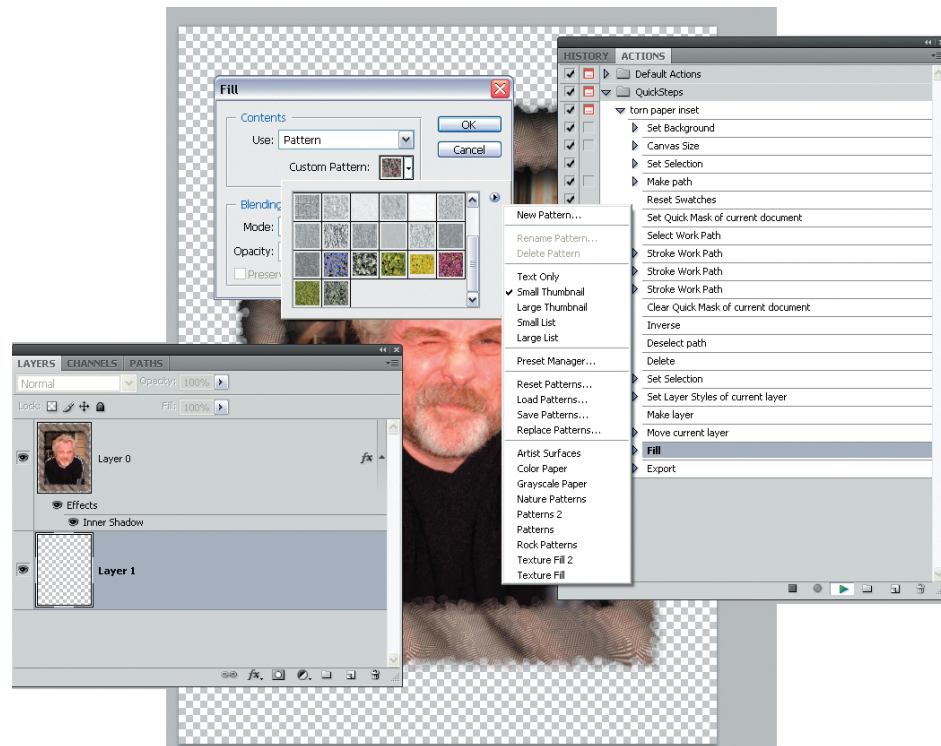 HISTORY ACTIONS
Default Actions
QuickSteps
torn paper inset
Set Background
Canvas Size
Set Selection
Make path
Reset Swatches
Set Quick Mask of current document
Select Work Path
Stroke Work Path
Stroke Work Path
Stroke Work Path
Clear Quick Mask of current document
Inverse
Deselect path
Delete
Set Selection
Set Layer Styles of current layer
Make layer
Move current layer
Fill
Export
Fill
Contents
Use: Pattern
OK
Cancel
Custom Pattern:
Blending
Mode:
Opacity:
New Pattern...
Rename Pattern...
Delete Pattern
Text Only
Small Thumbnail
Large Thumbnail
Small List
Large List
Preset Manager...
Reset Patterns...
Load Patterns...
Save Patterns...
Replace Patterns...
Artist Surfaces
Color Paper
Grayscale Paper
Nature Patterns
Patterns 2
Patterns
Rock Patterns
Texture Fill 2
Texture Fill
LAYERS CHANNELS PATHS
Normal Opacity: 100%
Lock: Fill: 100%
Layer 0 fx
Effects
Inner Shadow
Layer 1
fx.